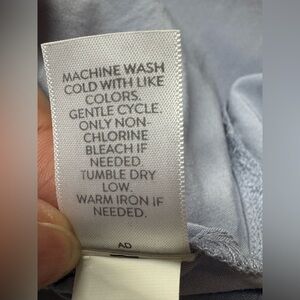 MACHINE WASH
COLD WITH LIKE
COLORS.
GENTLE CYCLE.
ONLY NON-
CHLORINE
BLEACH IF
NEEDED.
TUMBLE DRY
LOW.
WARM IRON IF
NEEDED.
AD